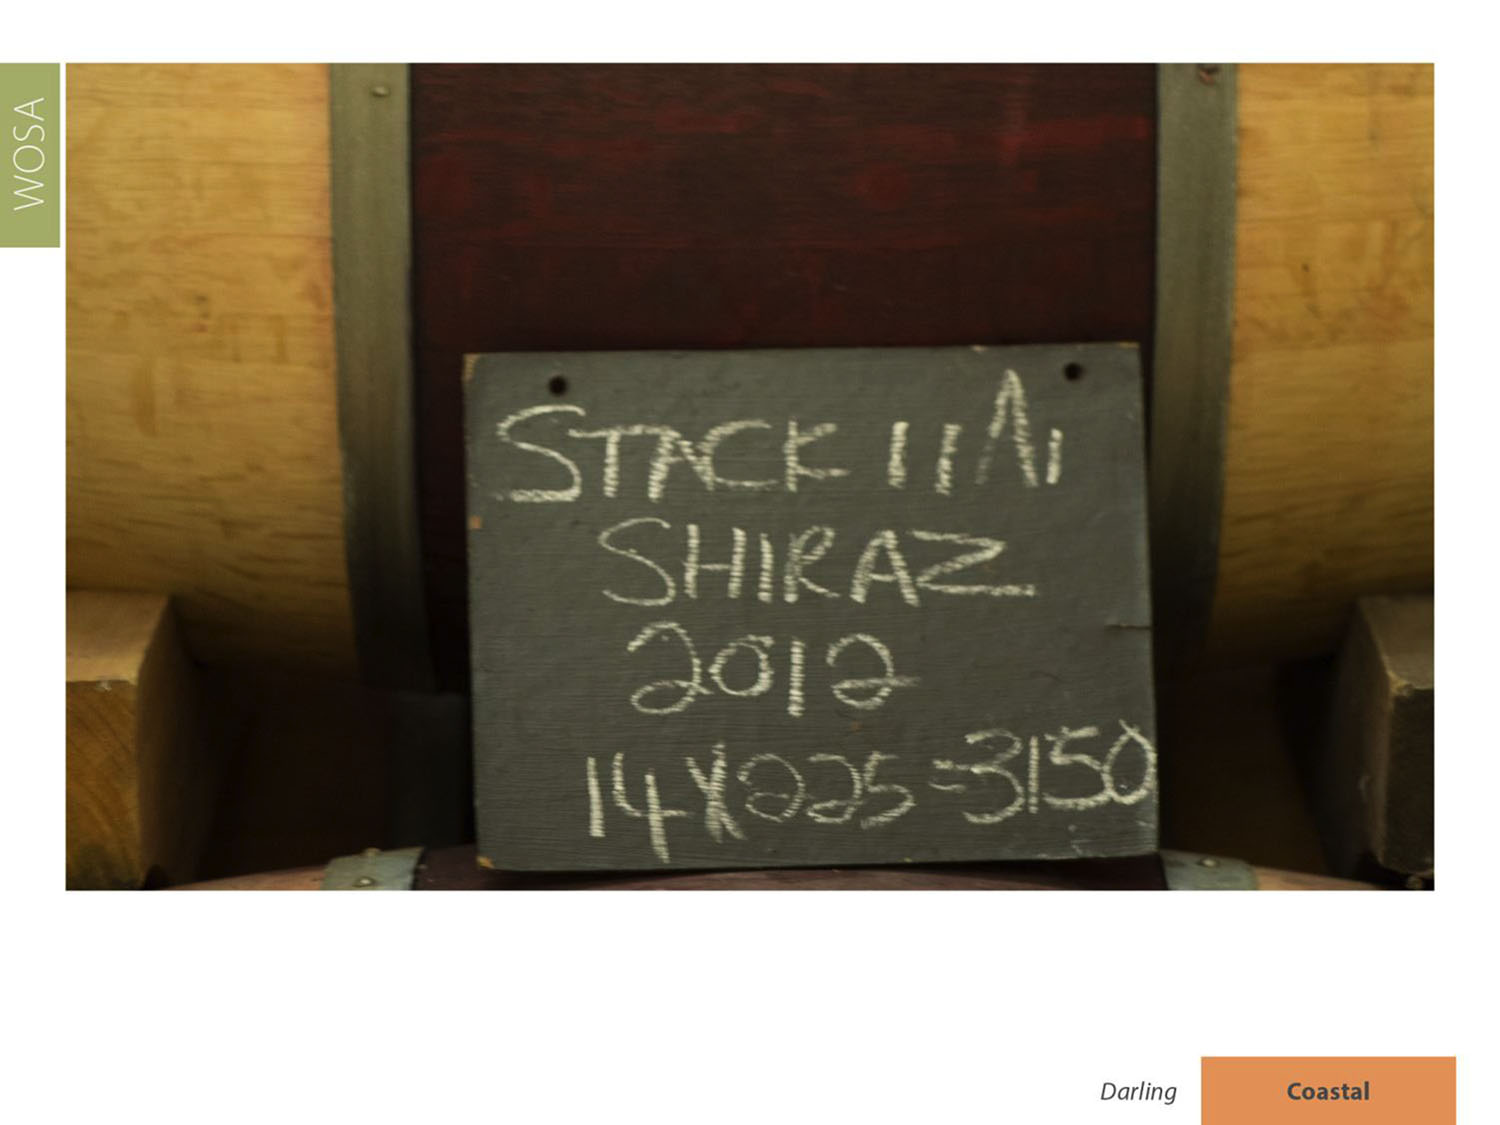 WOSA
STACK 11A1
SHIRAZ
2012
14X225=3150
Darling
Coastal